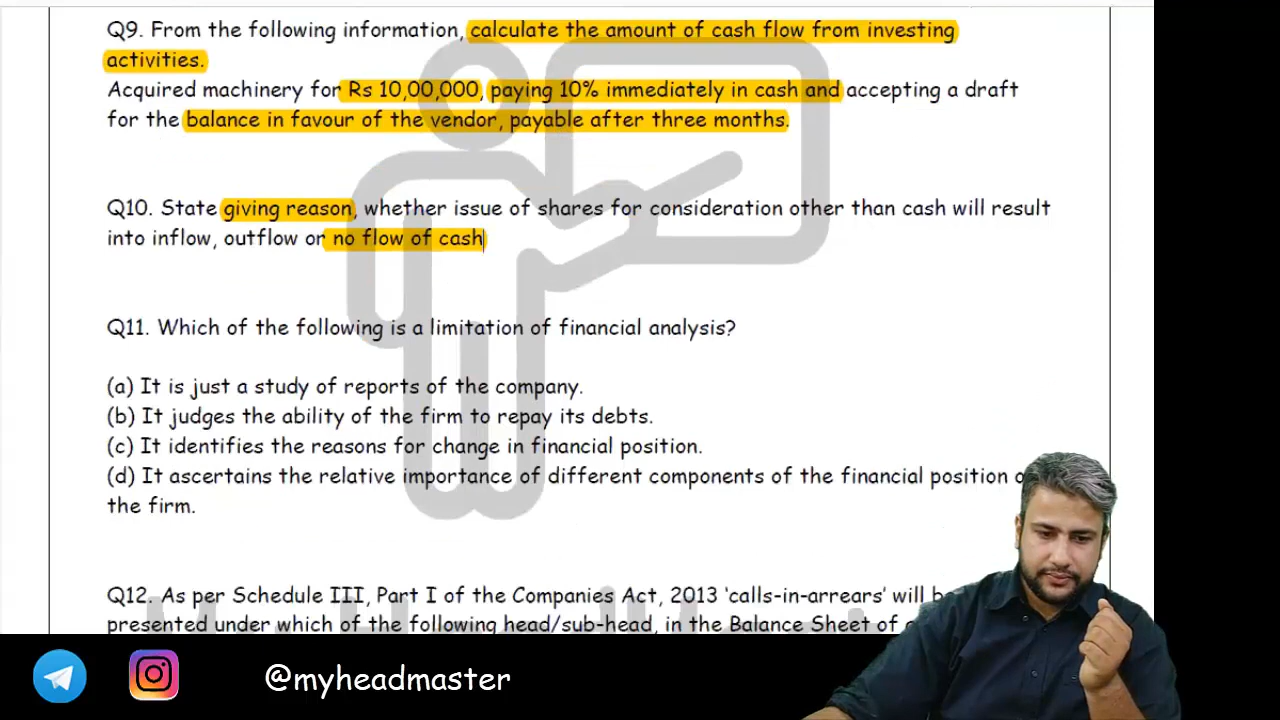 Q9. From the following information, calculate the amount of cash flow from investing
activities.
Acquired machinery for Rs 10,00,000, paying 10% immediately in cash and accepting a draft
for the balance in favour of the vendor, payable after three months.
Q10. State giving reason, whether issue of shares for consideration other than cash will result
into inflow, outflow or no flow of cash
Q11. Which of the following is a limitation of financial analysis?
(a) It is just a study of reports of the company.
(b) It judges the ability of the firm to repay its debts.
(c) It identifies the reasons for change in financial position.
(d) It ascertains the relative importance of different components of the financial position
the firm.
Q12. As per Schedule III, Part I of the Companies Act, 2013 ‘calls-in-arrears’ will
presented under which of the following head/sub-head, in the Balance Sheet of
@myheadmaster